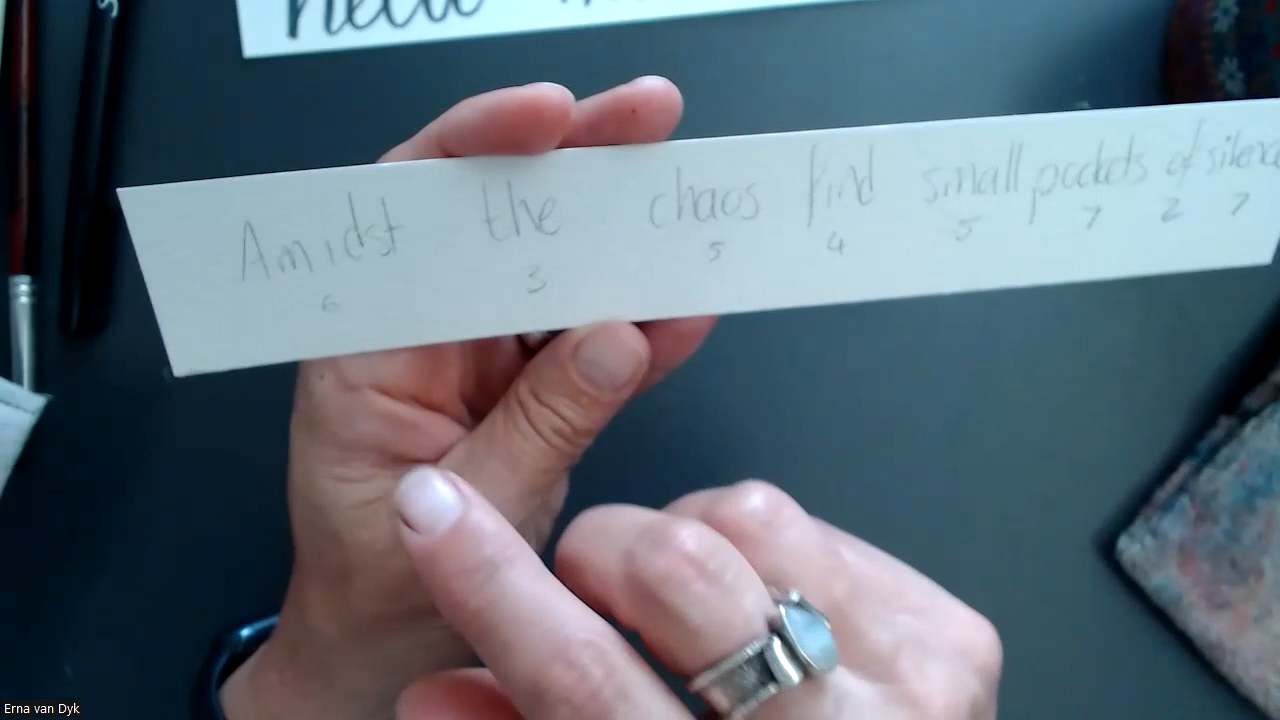 hello
Amidst the chaos find small pockets of silence
6 3 5 4 5 7 2 7
Erna van Dyk